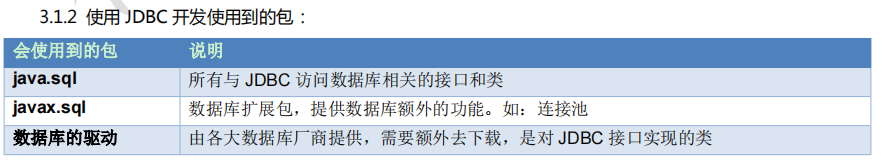 3.1.2 使用 JDBC 开发使用到的包：
会使用到的包 说明
java.sql 所有与 JDBC 访问数据库相关的接口和类
javax.sql 数据库扩展包，提供数据库额外的功能。如：连接池
数据库的驱动 由各大数据库厂商提供，需要额外去下载，是对 JDBC 接口实现的类